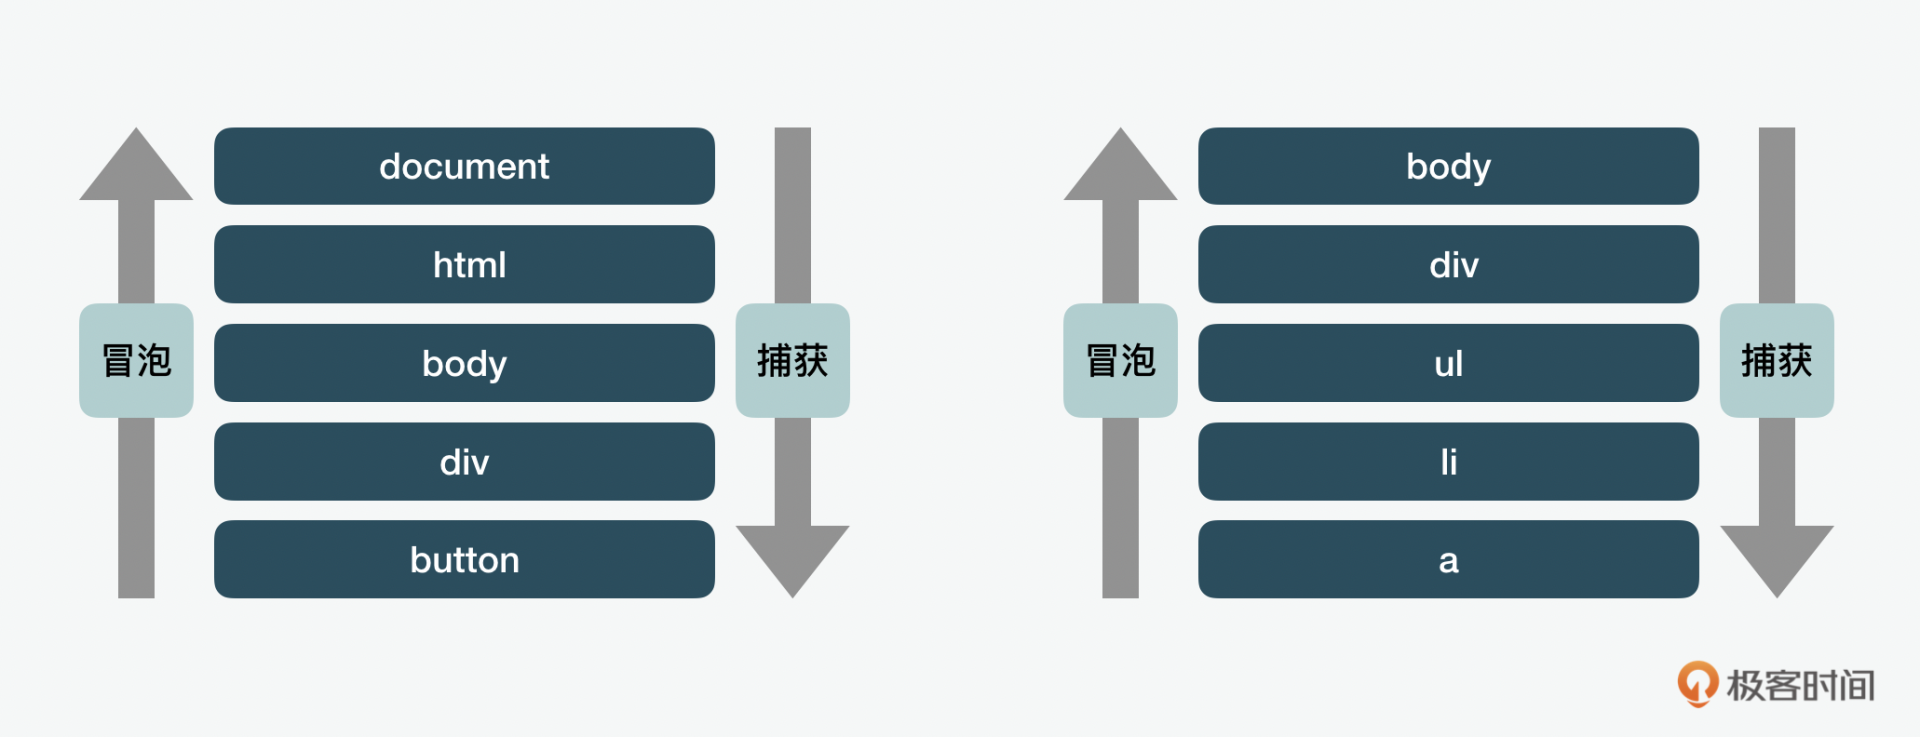 document
html
body
div
button
冒泡
捕获
body
div
ul
li
a
冒泡
捕获
极客时间